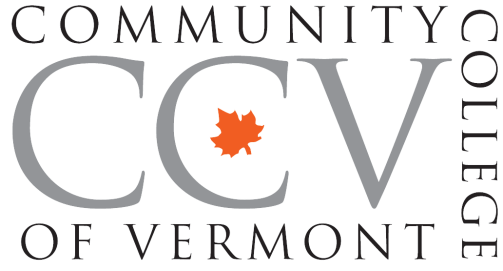 COMMUNITY
COLLEGE
CCV
OF VERMONT